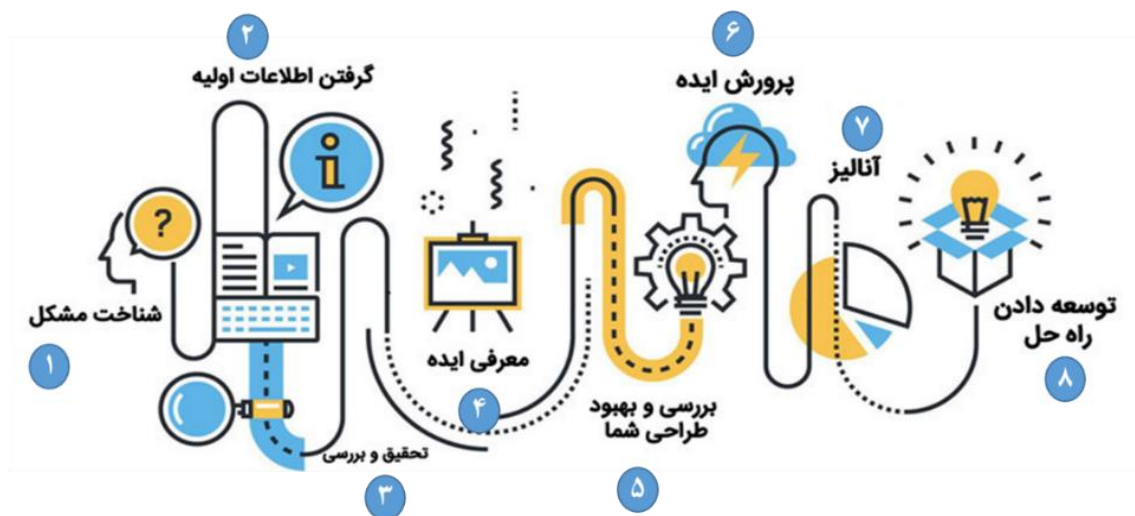 ۱
شناخت مشکل
?
۲
گرفتن اطلاعات اولیه
i
۳
تحقیق و بررسی
۴
معرفی ایده
۵
بررسی و بهبود
طراحی شما
۶
پرورش ایده
۷
آنالیز
۸
توسعه دادن
راه حل